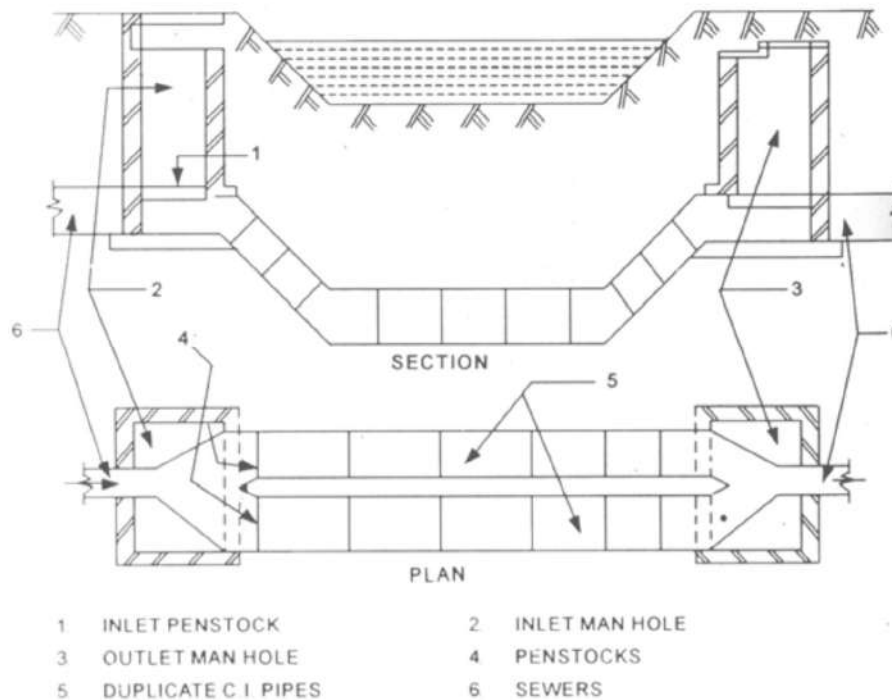 1
2
3
6
SECTION
4
5
PLAN
1 INLET PENSTOCK
2 INLET MAN HOLE
3 OUTLET MAN HOLE
4 PENSTOCKS
5 DUPLICATE C I. PIPES
6 SEWERS